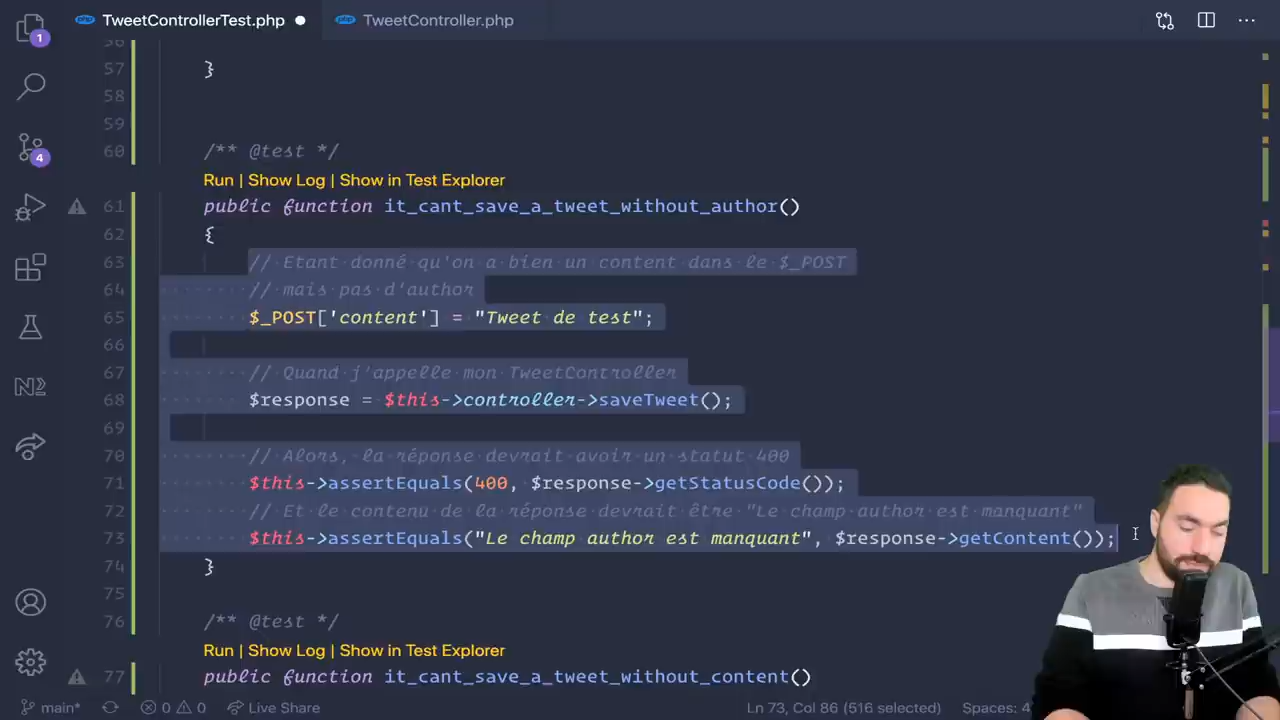 TweetControllerTest.php
TweetController.php
1
4
57 }
58
59
60 /** @test */
Run | Show Log | Show in Test Explorer
61 public function it_cant_save_a_tweet_without_author()
62 {
63 // Etant donné qu'on a bien un content dans le $_POST
64 // mais pas d'author
65 $_POST['content'] = "Tweet de test";
66
67 // Quand j'appelle mon TweetController
68 $response = $this->controller->saveTweet();
69
70 // Alors, la réponse devrait avoir un statut 400
71 $this->assertEquals(400, $response->getStatusCode());
72 // Et le contenu de la réponse devrait être "Le champ author est manquant"
73 $this->assertEquals("Le champ author est manquant", $response->getContent());
74 }
75
76 /** @test */
Run | Show Log | Show in Test Explorer
77 public function it_cant_save_a_tweet_without_content()
main* 0 0 Live Share Ln 73, Col 86 (516 selected) Spaces: 4